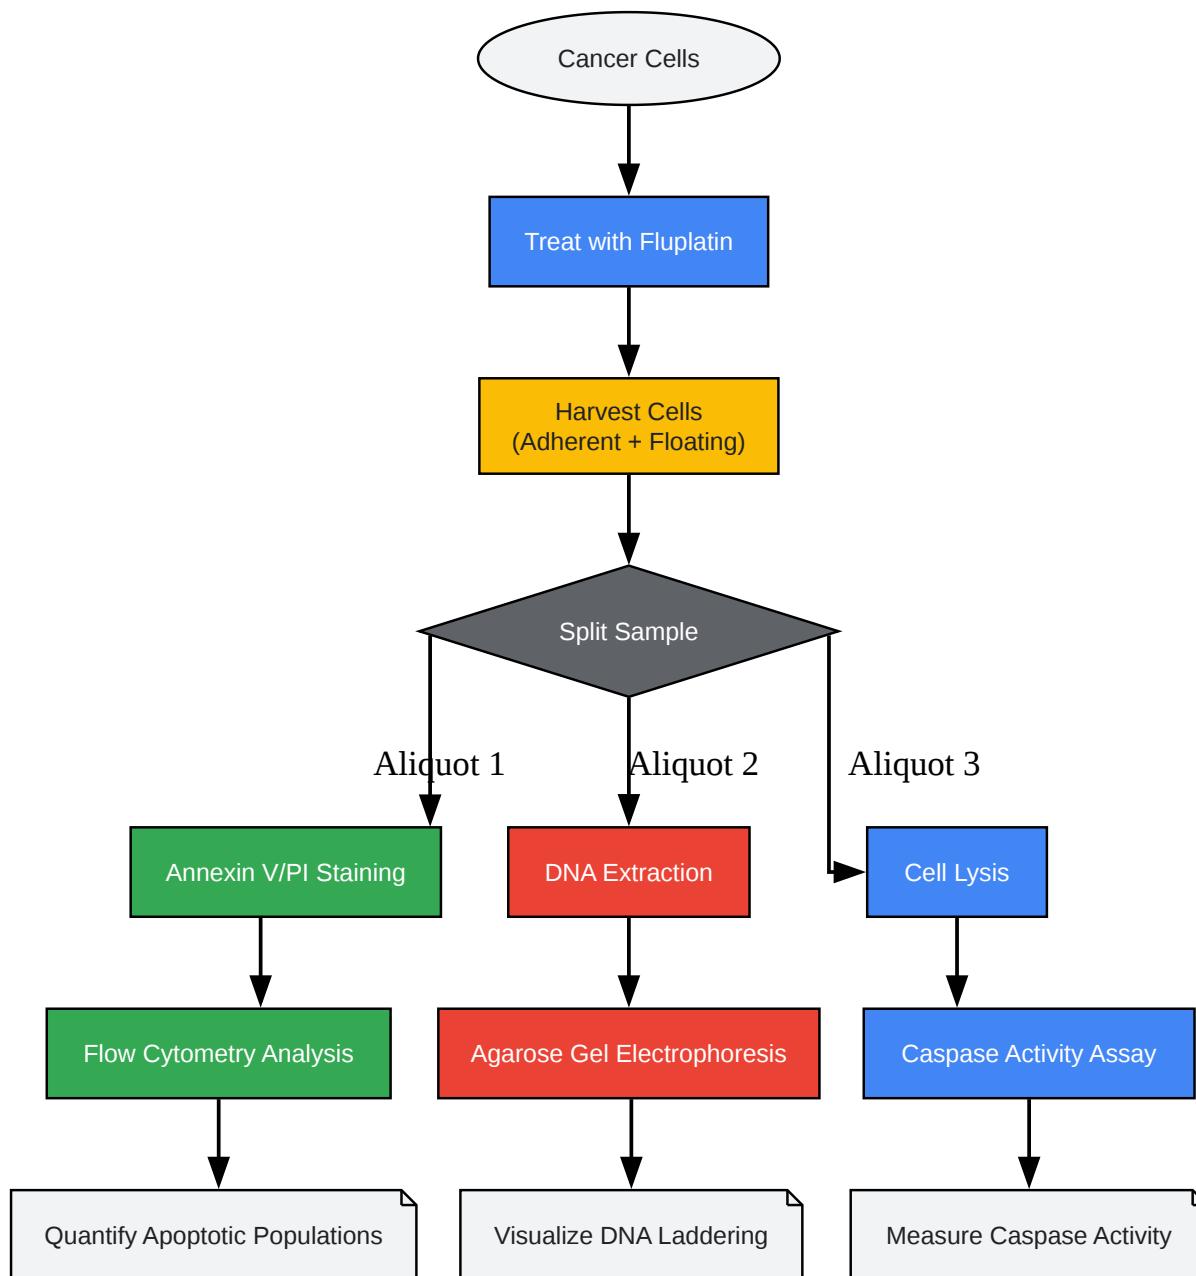 Cancer Cells
Treat with Fluplatin
Harvest Cells
(Adherent + Floating)
Split Sample
Aliquot 1
Aliquot 2
Aliquot 3
Annexin V/PI Staining
DNA Extraction
Cell Lysis
Flow Cytometry Analysis
Agarose Gel Electrophoresis
Caspase Activity Assay
Quantify Apoptotic Populations
Visualize DNA Laddering
Measure Caspase Activity